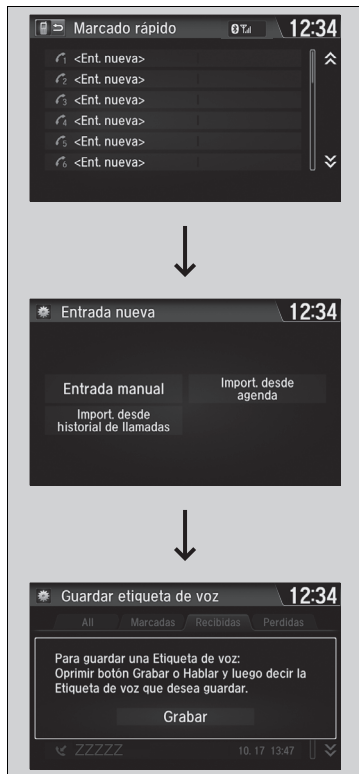 Marcado rápido 12:34
1 <Ent. nueva>
2 <Ent. nueva>
3 <Ent. nueva>
4 <Ent. nueva>
5 <Ent. nueva>
6 <Ent. nueva>
Entrada nueva 12:34
Entrada manual
Import. desde
agenda
Import. desde
historial de llamadas
Guardar etiqueta de voz 12:34
All Marcadas Recibidas Perdidas
Para guardar una Etiqueta de voz:
Oprimir botón Grabar o Hablar y luego decir la
Etiqueta de voz que desea guardar.
Grabar
ZZZZZ 10. 17 13:47